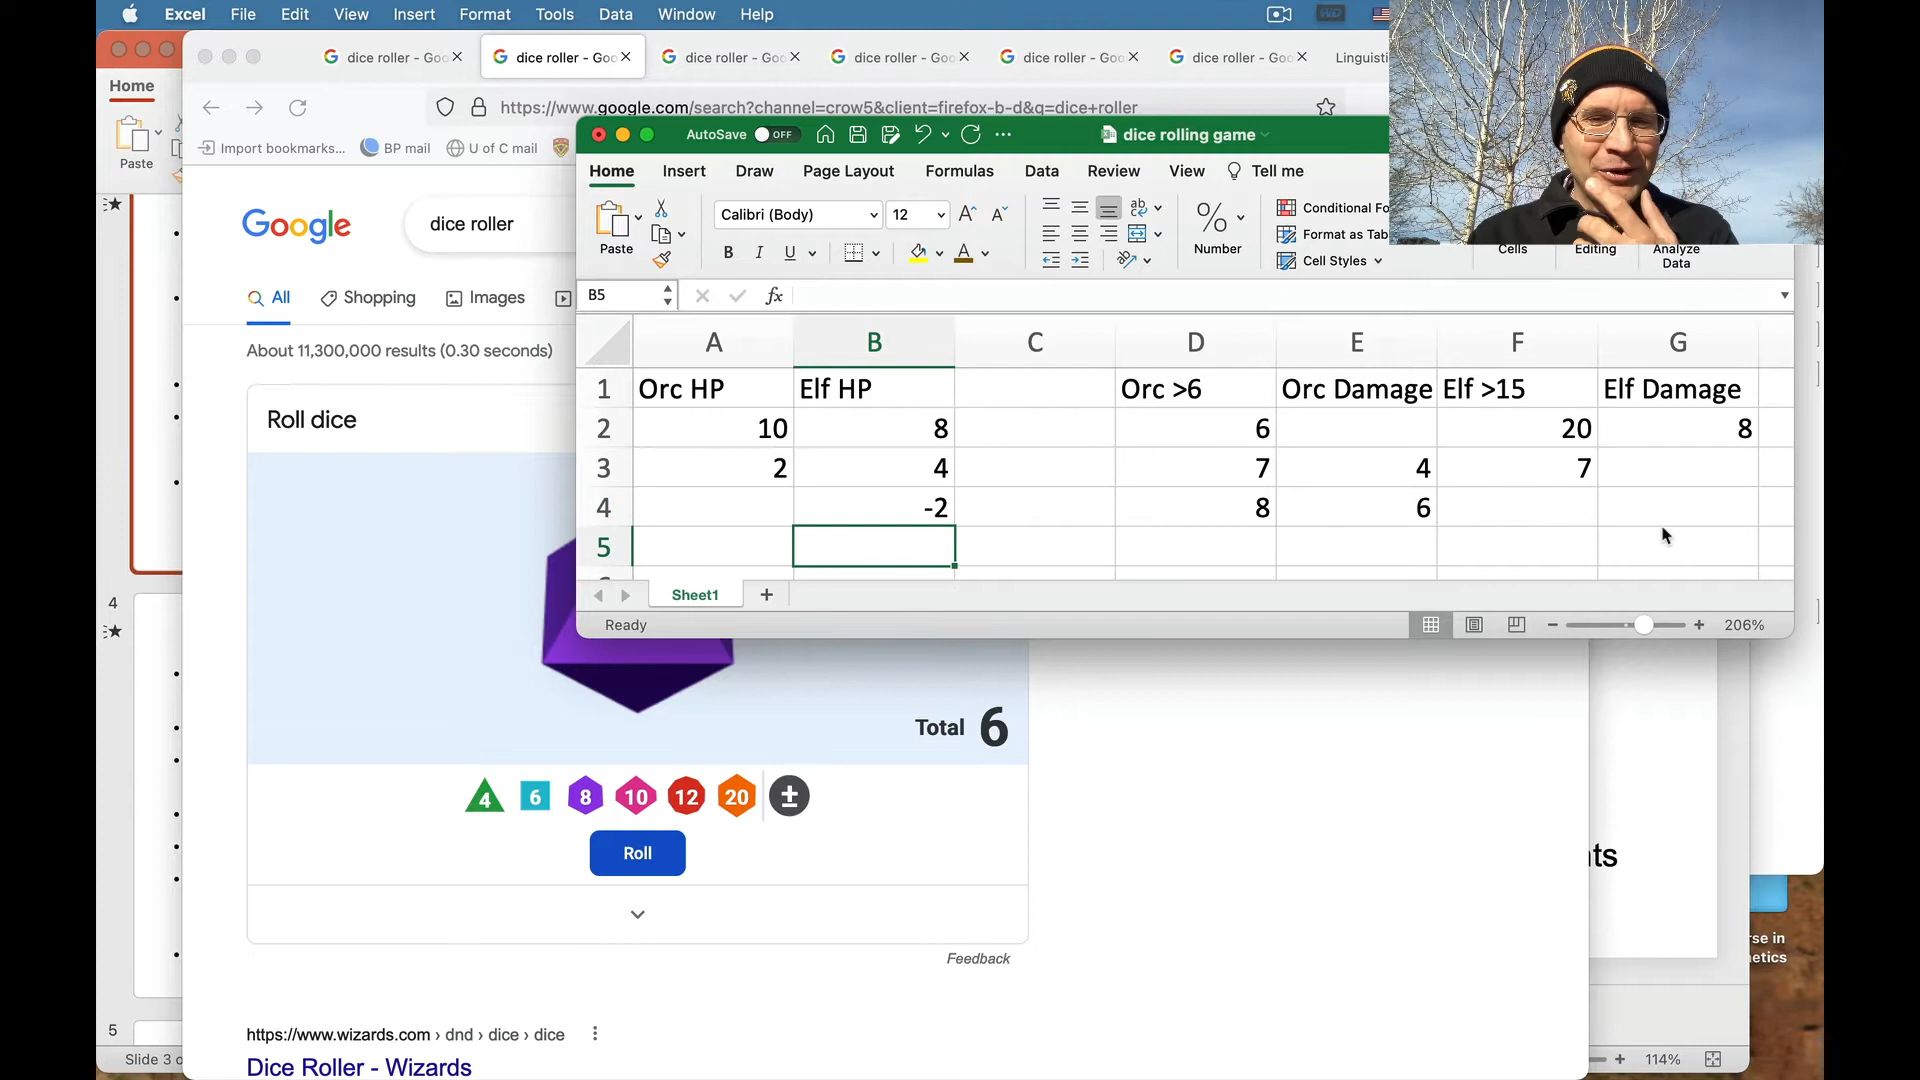 Excel File Edit View Insert Format Tools Data Window Help
dice roller - Goo dice roller - Goo dice roller - Goo dice roller - Goo dice roller - Goo dice roller - Goo Linguisti
Home
https://www.google.com/search?channel=crow5&client=firefox-b-d&q=dice+roller
Import bookmarks... BP mail U of C mail
Paste
AutoSave OFF dice rolling game
Home Insert Draw Page Layout Formulas Data Review View Tell me
Paste Calibri (Body) 12 Number
B I U
Conditional Fo
Format as Tab
Cell Styles
Cells Editing Analyze
Data
B5 fx
A B C D E F G
1 Orc HP Elf HP Orc >6 Orc Damage Elf >15 Elf Damage
2 10 8 6 20 8
3 2 4 7 4 7
4 -2 8 6
5
Sheet1
Ready 206%
Google dice roller
All Shopping Images
About 11,300,000 results (0.30 seconds)
Roll dice
Total 6
4 6 8 10 12 20
Roll
Feedback
https://www.wizards.com › dnd › dice › dice
Dice Roller - Wizards
4
5
Slide 3 o
nts
rse in
etics
114%